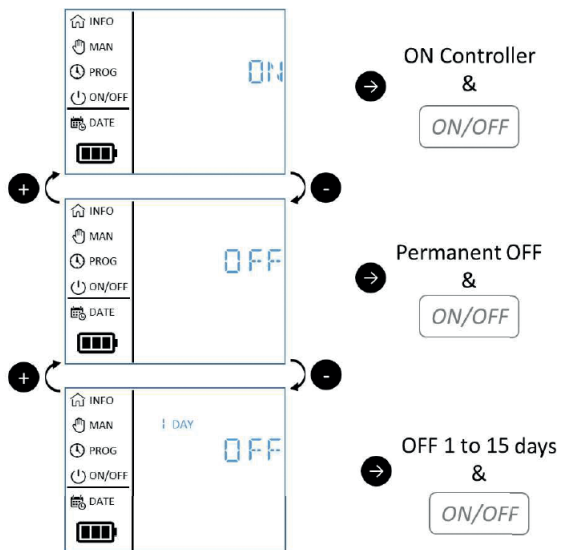 INFO
MAN
PROG
ON/OFF
DATE
ON
ON Controller
&
ON/OFF
+
-
INFO
MAN
PROG
ON/OFF
DATE
OFF
Permanent OFF
&
ON/OFF
+
-
INFO
MAN
PROG
ON/OFF
DATE
1 DAY
OFF
OFF 1 to 15 days
&
ON/OFF